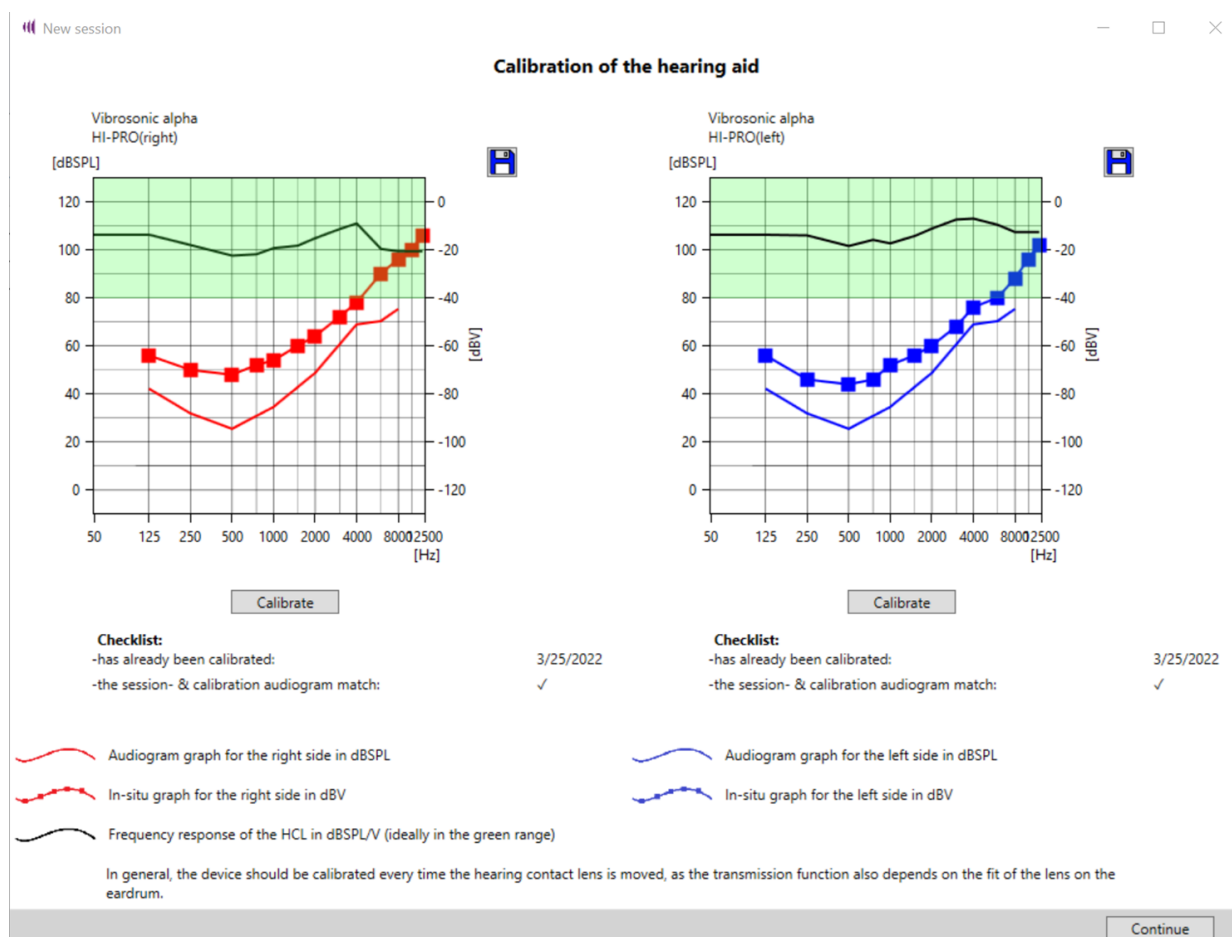 New session
Calibration of the hearing aid
Vibrosonic alpha
HI-PRO(right)
[dBSPL]
120
100
80
60
40
20
0
0
-20
-40
-60
-80
-100
-120
[dBV]
50 125 250 500 1000 2000 4000 8000 12500
[Hz]
Calibrate
Checklist:
-has already been calibrated: 3/25/2022
-the session- & calibration audiogram match: ✓
Vibrosonic alpha
HI-PRO(left)
[dBSPL]
120
100
80
60
40
20
0
0
-20
-40
-60
-80
-100
-120
[dBV]
50 125 250 500 1000 2000 4000 8000 12500
[Hz]
Calibrate
Checklist:
-has already been calibrated: 3/25/2022
-the session- & calibration audiogram match: ✓
Audiogram graph for the right side in dBSPL
Audiogram graph for the left side in dBSPL
In-situ graph for the right side in dBV
In-situ graph for the left side in dBV
Frequency response of the HCL in dBSPL/V (ideally in the green range)
In general, the device should be calibrated every time the hearing contact lens is moved, as the transmission function also depends on the fit of the lens on the
eardrum.
Continue